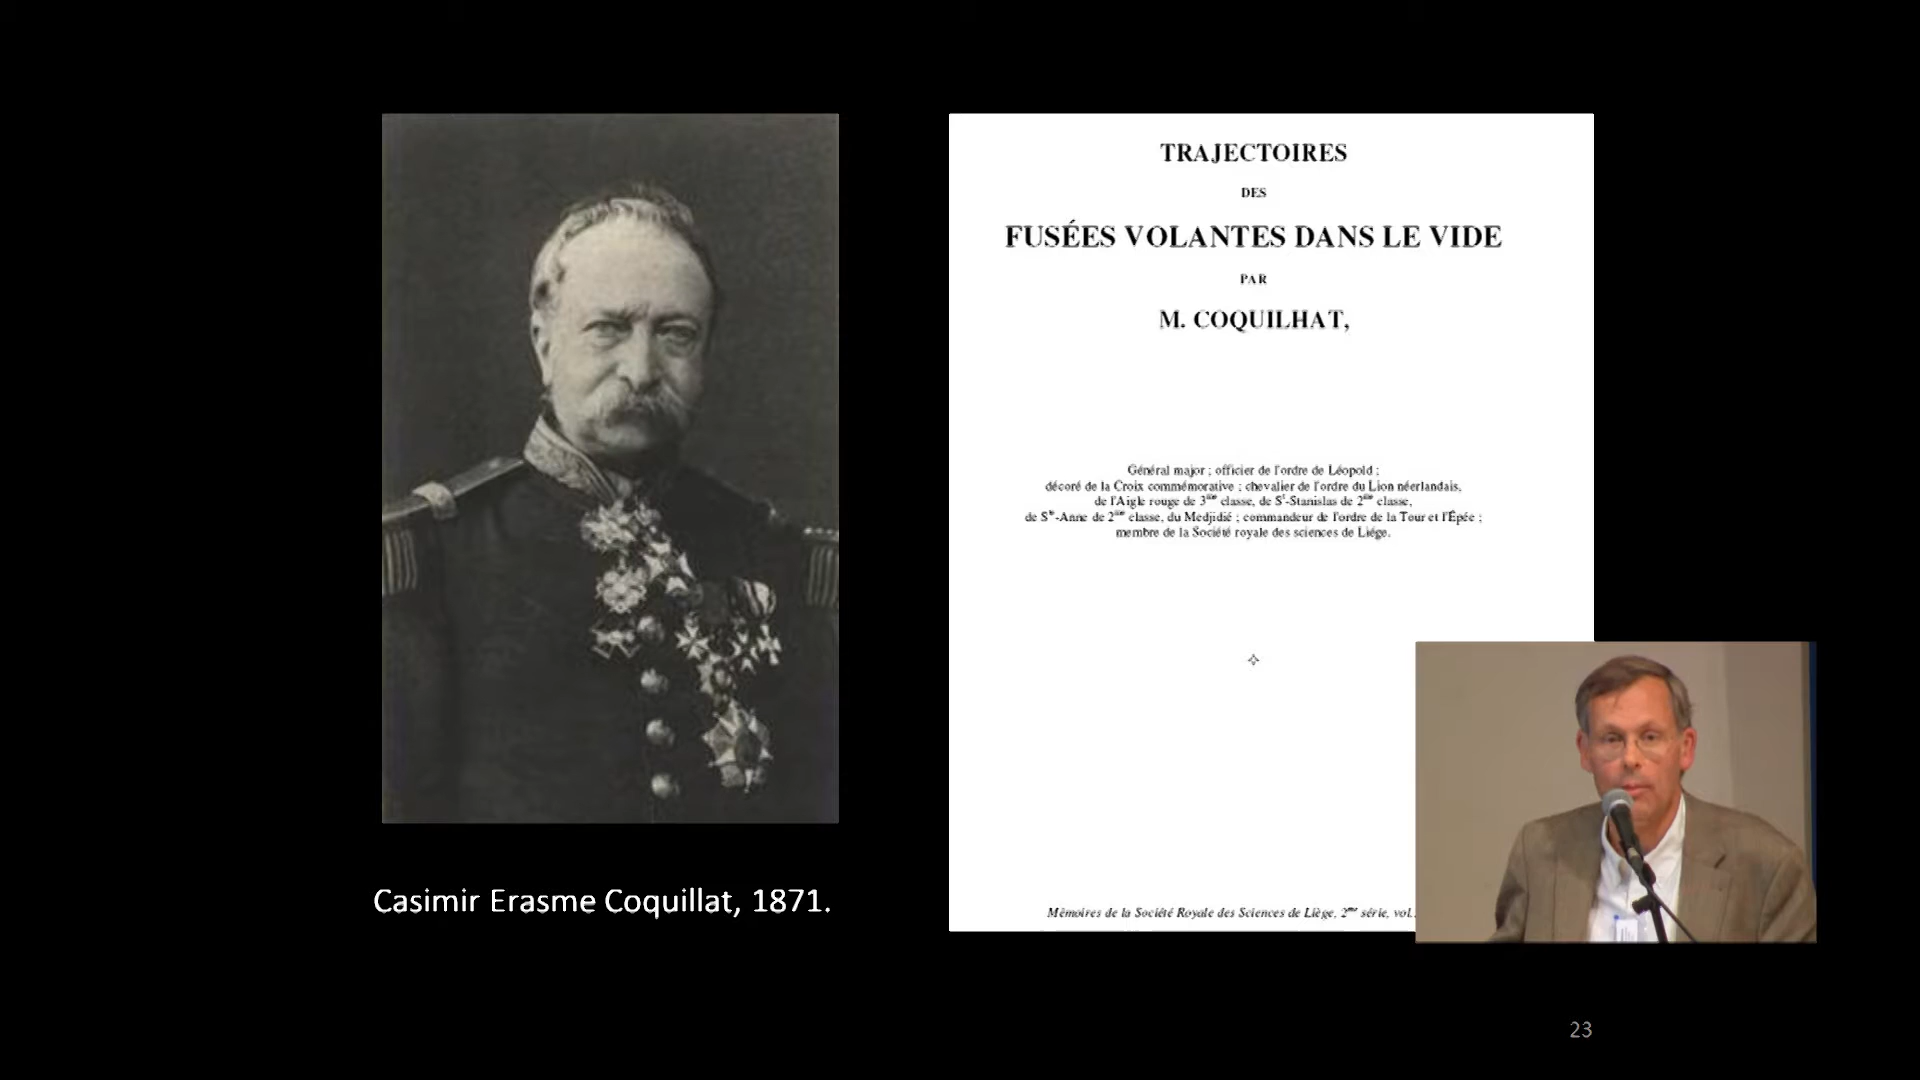 TRAJECTOIRES
DES
FUSÉES VOLANTES DANS LE VIDE
PAR
M. COQUILHAT,
Général major ; officier de l'ordre de Léopold ;
décoré de la Croix commémorative ; chevalier de l'ordre du Lion néerlandais,
de l'Aigle rouge de 3ème classe, de St-Stanislas de 2ème classe,
de Ste-Anne de 2ème classe, du Medjidié ; commandeur de l'ordre de la Tour et l'Épée ;
membre de la Société royale des sciences de Liége.
Mémoires de la Société Royale des Sciences de Liège, 2me série, vol.
Casimir Erasme Coquillat, 1871.
23